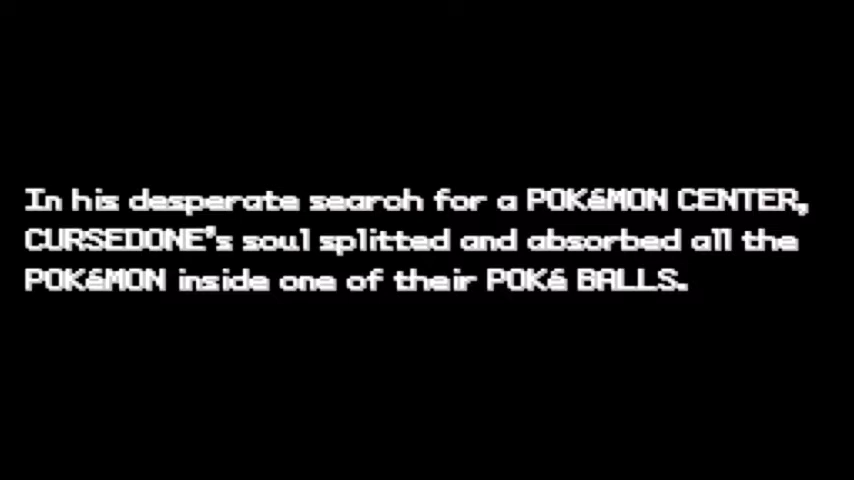 In his desperate search for a POKéMON CENTER,
CURSEDONE's soul splitted and absorbed all the
POKéMON inside one of their POKé BALLS.